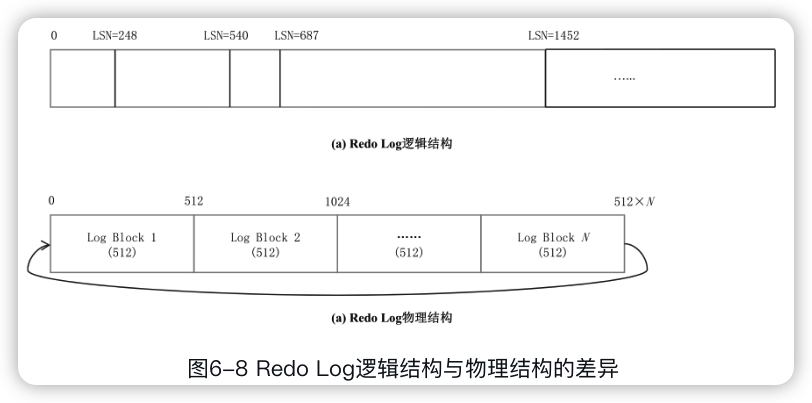 0 LSN=248 LSN=540 LSN=687 LSN=1452
......
(a) Redo Log逻辑结构
0 512 1024 512×N
Log Block 1 Log Block 2 ...... Log Block N
(512) (512) (512) (512)
(a) Redo Log物理结构
图6-8 Redo Log逻辑结构与物理结构的差异